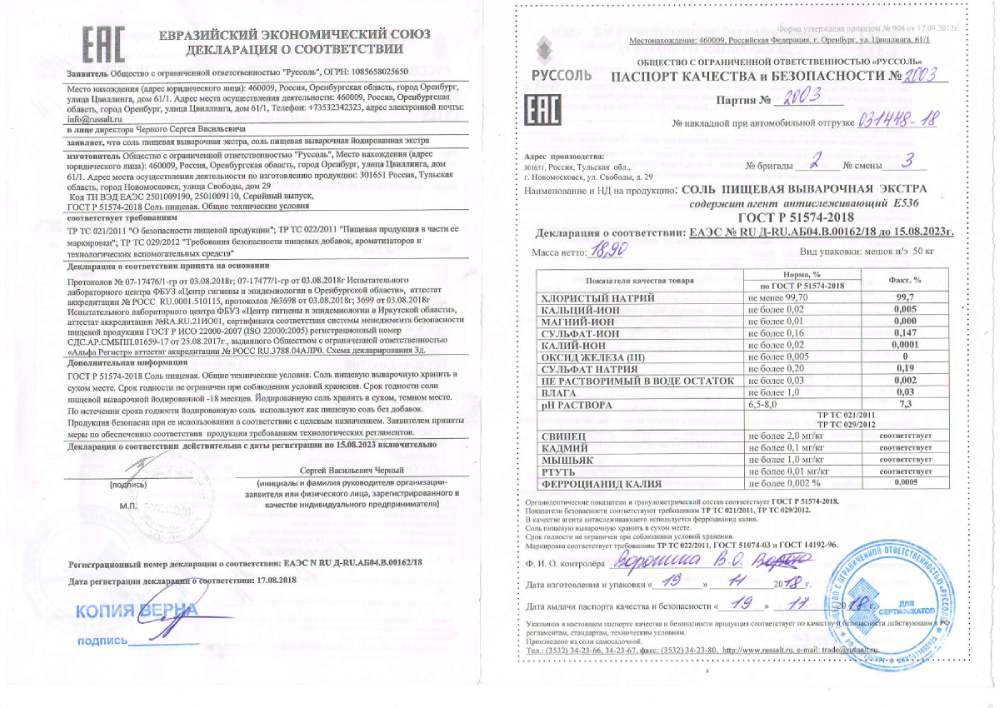 ЕАС
ЕВРАЗИЙСКИЙ ЭКОНОМИЧЕСКИЙ СОЮЗ
ДЕКЛАРАЦИЯ О СООТВЕТСТВИИ
Заявитель Общество с ограниченной ответственностью "Руссоль", ОГРН: 1085658025650
Место нахождения (адрес юридического лица): 460009, Россия, Оренбургская область, город Оренбург,
улица Цвиллинга, дом 61/1. Адрес места осуществления деятельности: 460009, Россия, Оренбургская
область, город Оренбург, улица Цвиллинга, дом 61/1, Телефон: +73532342323, адрес электронной почты:
info@russalt.ru
в лице директора Черного Сергея Васильевича
заявляет, что соль пищевая выварочная экстра, соль пищевая выварочная йодированная экстра
изготовитель Общество с ограниченной ответственностью "Руссоль", Место нахождения (адрес
юридического лица): 460009, Россия, Оренбургская область, город Оренбург, улица Цвиллинга, дом
61/1. Адрес места осуществления деятельности по изготовлению продукции: 301651 Россия, Тульская
область, город Новомосковск, улица Свободы, дом 29
Код ТН ВЭД ЕАЭС 2501009190, 2501009110, Серийный выпуск,
ГОСТ Р 51574-2018 Соль пищевая. Общие технические условия
соответствует требованиям
ТР ТС 021/2011 "О безопасности пищевой продукции"; ТР ТС 022/2011 "Пищевая продукция в части ее
маркировки"; ТР ТС 029/2012 "Требования безопасности пищевых добавок, ароматизаторов и
технологических вспомогательных средств"
Декларация о соответствии принята на основании
Протоколов № 07-17476/1-гр от 03.08.2018г; 07-17477/1-гр от 03.08.2018г Испытательного
лабораторного центра ФБУЗ «Центр гигиены и эпидемиологии в Оренбургской области», аттестат
аккредитации № РОСС RU.0001.510115, протоколов №3698 от 03.08.2018г; 3699 от 03.08.2018г
Испытательного лабораторного центра ФБУЗ «Центр гигиены и эпидемиологии в Иркутской области»,
аттестат аккредитации №RA.RU.21ИО01, сертификата соответствия системы менеджмента безопасности
пищевой продукции ГОСТ Р ИСО 22000-2007 (ISO 22000:2005) регистрационный номер
СДС.АР.СМБПП.01659-17 от 25.08.2017г., выданного Обществом с ограниченной ответственностью
«Альфа Регистр» аттестат аккредитации № РОСС RU.З788.04АЛР0. Схема декларирования 3д.
Дополнительная информация
ГОСТ Р 51574-2018 Соль пищевая. Общие технические условия. Соль пищевую выварочную хранить в
сухом месте. Срок годности не ограничен при соблюдении условий хранения. Срок годности соли
пищевой выварочной йодированной -18 месяцев. Йодированную соль хранить в сухом, темном месте.
По истечении срока годности йодированную соль используют как пищевую соль без добавок.
Продукция безопасна при ее использовании в соответствии с целевым назначением. Заявителем приняты
меры по обеспечению соответствия продукции требованиям технических регламентов.
Декларация о соответствии действительна с даты регистрации по 15.08.2023 включительно
(подпись)
М.П.
Сергей Васильевич Черный
(инициалы и фамилия руководителя организации-
заявителя или физического лица, зарегистрированного в
качестве индивидуального предпринимателя)
Регистрационный номер декларации о соответствии: ЕАЭС N RU Д-RU.АБ04.В.00162/18
Дата регистрации декларации о соответствии: 17.08.2018
КОПИЯ ВЕРНА
подпись
Форма утверждена приказом № 904 от 17.09.2012г
Местонахождение: 460009, Российская Федерация, г. Оренбург, ул. Цвиллинга, 61/1
РУССОЛЬ
ОБЩЕСТВО С ОГРАНИЧЕННОЙ ОТВЕТСТВЕННОСТЬЮ «РУССОЛЬ»
ПАСПОРТ КАЧЕСТВА и БЕЗОПАСНОСТИ № 2003
ЕАС
Партия № 2003
№ накладной при автомобильной отгрузке 031448-18
Адрес производства:
301651, Россия, Тульская обл.,
г. Новомосковск, ул. Свободы, д. 29
№ бригады 2 № смены 3
Наименование и НД на продукцию: СОЛЬ ПИЩЕВАЯ ВЫВАРОЧНАЯ ЭКСТРА
содержит агент антислеживающий Е536
ГОСТ Р 51574-2018
Декларация о соответствии: ЕАЭС № RU Д-RU.АБ04.В.00162/18 до 15.08.2023г.
Масса нетто: 18,90 Вид упаковки: мешок п/э 50 кг
Показатели качества товара Норма, % по ГОСТ Р 51574-2018 Факт, %
ХЛОРИСТЫЙ НАТРИЙ не менее 99,70 99,7
КАЛЬЦИЙ-ИОН не более 0,02 0,005
МАГНИЙ-ИОН не более 0,01 0,000
СУЛЬФАТ-ИОН не более 0,16 0,147
КАЛИЙ-ИОН не более 0,02 0,0001
ОКСИД ЖЕЛЕЗА (III) не более 0,005 0
СУЛЬФАТ НАТРИЯ не более 0,20 0,19
НЕ РАСТВОРИМЫЙ В ВОДЕ ОСТАТОК не более 0,03 0,002
ВЛАГА не более 1,0 0,03
pH РАСТВОРА 6,5-8,0 7,3
ТР ТС 021/2011
ТР ТС 029/2012
СВИНЕЦ не более 2,0 мг/кг соответствует
КАДМИЙ не более 0,1 мг/кг соответствует
МЫШЬЯК не более 1,0 мг/кг соответствует
РТУТЬ не более 0,01 мг/кг соответствует
ФЕРРОЦИАНИД КАЛИЯ не более 0,002 % 0,0005
Органолептические показатели и гранулометрический состав соответствует ГОСТ Р 51574-2018.
Показатели безопасности соответствуют требованиям ТР ТС 021/2011, ТР ТС 029/2012.
В качестве агента антислеживающего используется ферроцианид калия.
Соль пищевую выварочную хранить в сухом месте.
Срок годности не ограничен при соблюдении условий хранения.
Маркировка соответствует требованиям ТР ТС 022/2011, ГОСТ 51074-03 и ГОСТ 14192-96.
Ф. И. О. контролёра Воронина В.О.
Дата изготовления и упаковки «19» 11 2018 г.
Дата выдачи паспорта качества и безопасности «19» 11 2018 г.
Указанное в настоящем паспорте качества и безопасности продукция соответствует по качеству и безопасности действующим в РФ
регламентам, стандартам, техническим условиям
Произведено из соли самосадочной.
Тел.: (3532) 34-23-66, 34-23-67, факс: (3532) 34-23-80, http://www.russalt.ru, e-mail: trade@russalt.ru
ДЛЯ
СЕРТИФИКАТОВ